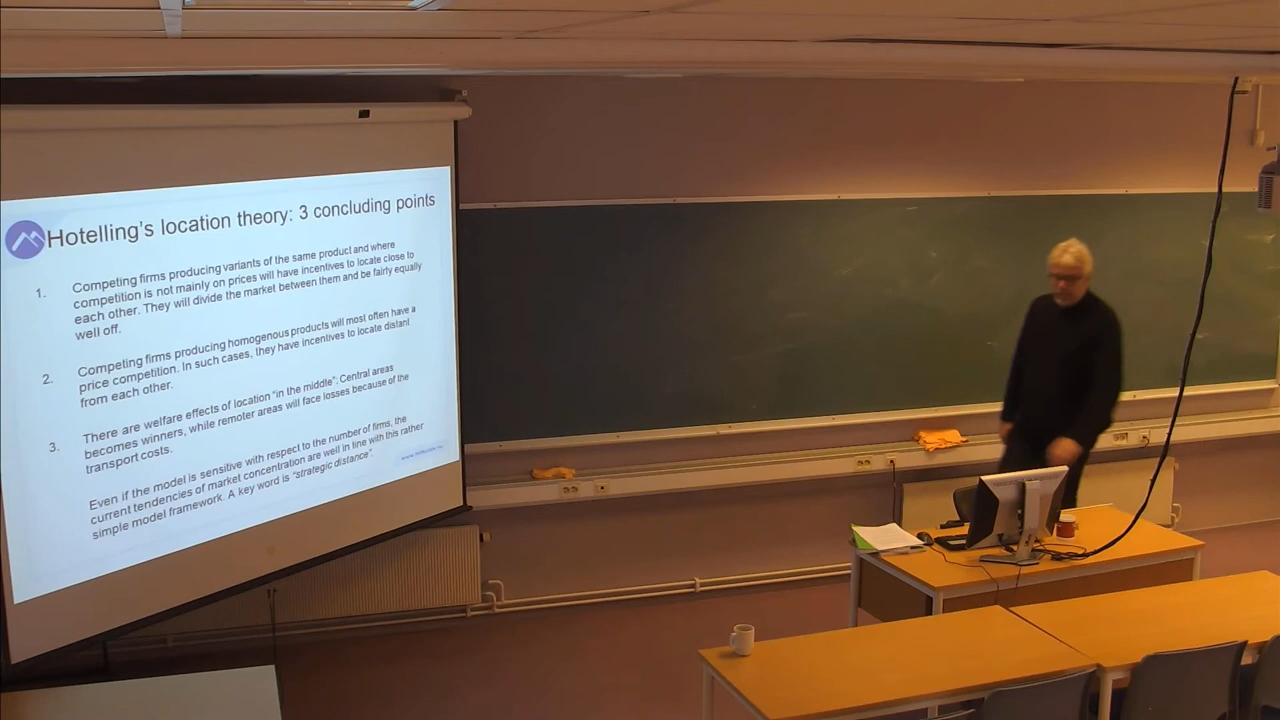 Hotelling's location theory: 3 concluding points
1. Competing firms producing variants of the same product and where
competition is not mainly on prices will have incentives to locate close to
each other. They will divide the market between them and be fairly equally
well off.
2. Competing firms producing homogenous products will most often have a
price competition. In such cases, they have incentives to locate distant
from each other.
3. There are welfare effects of location "in the middle": Central areas
becomes winners, while remoter areas will face losses because of the
transport costs.
Even if the model is sensitive with respect to the number of firms, the
current tendencies of market concentration are well in line with this rather
simple model framework. A key word is "strategic distance".